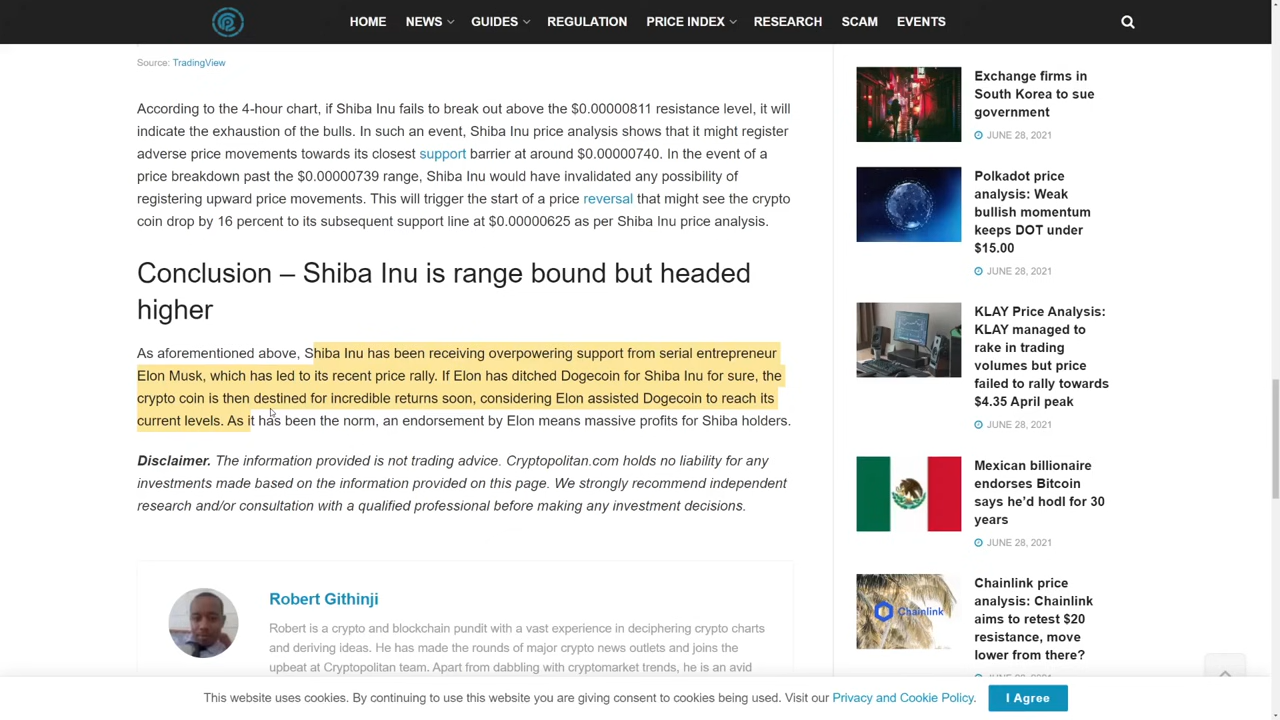 HOME NEWS GUIDES REGULATION PRICE INDEX RESEARCH SCAM EVENTS
Source: TradingView
According to the 4-hour chart, if Shiba Inu fails to break out above the $0.00000811 resistance level, it will
indicate the exhaustion of the bulls. In such an event, Shiba Inu price analysis shows that it might register
adverse price movements towards its closest support barrier at around $0.00000740. In the event of a
price breakdown past the $0.00000739 range, Shiba Inu would have invalidated any possibility of
registering upward price movements. This will trigger the start of a price reversal that might see the crypto
coin drop by 16 percent to its subsequent support line at $0.00000625 as per Shiba Inu price analysis.
Conclusion – Shiba Inu is range bound but headed
higher
As aforementioned above, Shiba Inu has been receiving overpowering support from serial entrepreneur
Elon Musk, which has led to its recent price rally. If Elon has ditched Dogecoin for Shiba Inu for sure, the
crypto coin is then destined for incredible returns soon, considering Elon assisted Dogecoin to reach its
current levels. As it has been the norm, an endorsement by Elon means massive profits for Shiba holders.
Disclaimer. The information provided is not trading advice. Cryptopolitan.com holds no liability for any
investments made based on the information provided on this page. We strongly recommend independent
research and/or consultation with a qualified professional before making any investment decisions.
Robert Githinji
Robert is a crypto and blockchain pundit with a vast experience in deciphering crypto charts
and deriving ideas. He has made the rounds of major crypto news outlets and joins the
upbeat at Cryptopolitan team. Apart from dabbling with cryptomarket trends, he is an avid
Exchange firms in
South Korea to sue
government
JUNE 28, 2021
Polkadot price
analysis: Weak
bullish momentum
keeps DOT under
$15.00
JUNE 28, 2021
KLAY Price Analysis:
KLAY managed to
rake in trading
volumes but price
failed to rally towards
$4.35 April peak
JUNE 28, 2021
Mexican billionaire
endorses Bitcoin
says he'd hodl for 30
years
JUNE 28, 2021
Chainlink
Chainlink price
analysis: Chainlink
aims to retest $20
resistance, move
lower from there?
This website uses cookies. By continuing to use this website you are giving consent to cookies being used. Visit our Privacy and Cookie Policy. I Agree